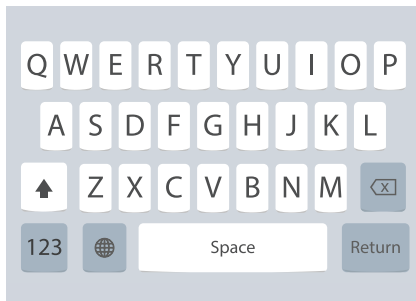 Q W E R T Y U I O P
A S D F G H J K L
Z X C V B N M
123 Space Return